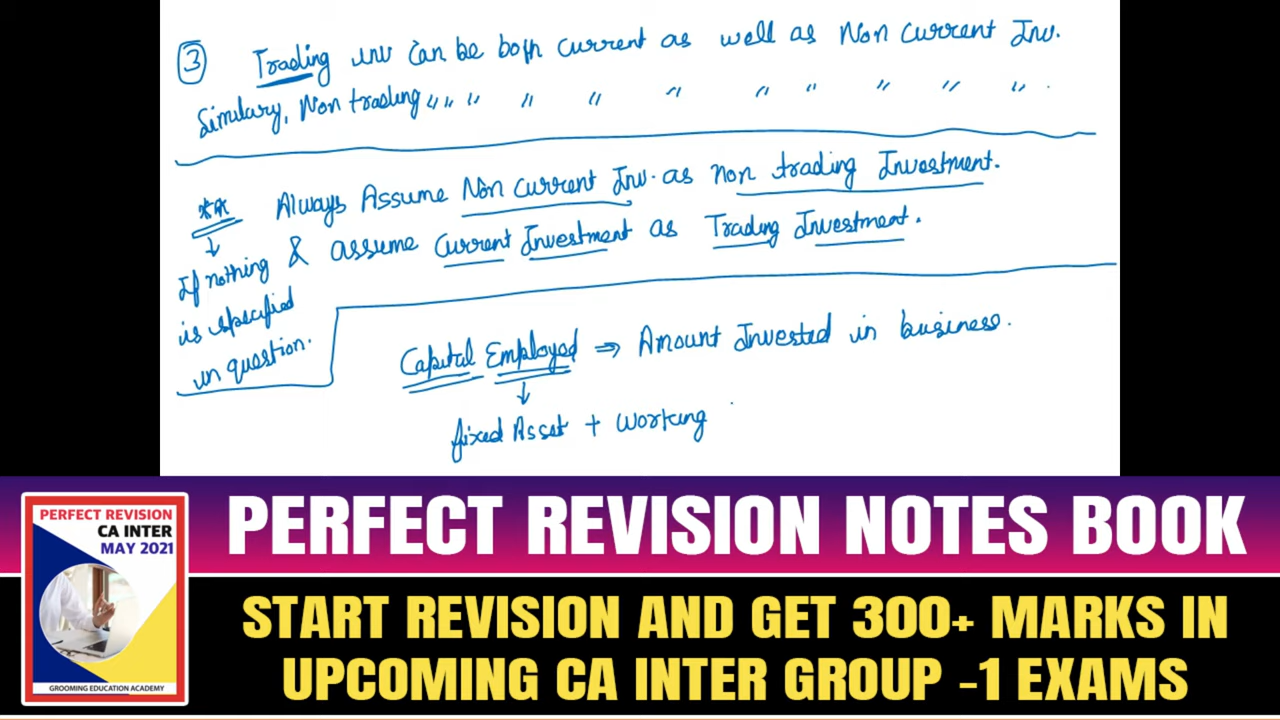 ③ Trading inv can be both current as well as Non current Inv.
Similary, Non trading " " " " " " " " " " " .
** Always Assume Non current Inv. as non trading Investment.
& assume current Investment as Trading Investment.
If nothing
is specified
in question.
Capital Employed ⇒ Amount Invested in business.
↓
fixed Asset + working
PERFECT REVISION
CA INTER
MAY 2021
GROOMING EDUCATION ACADEMY
PERFECT REVISION NOTES BOOK
START REVISION AND GET 300+ MARKS IN
UPCOMING CA INTER GROUP -1 EXAMS